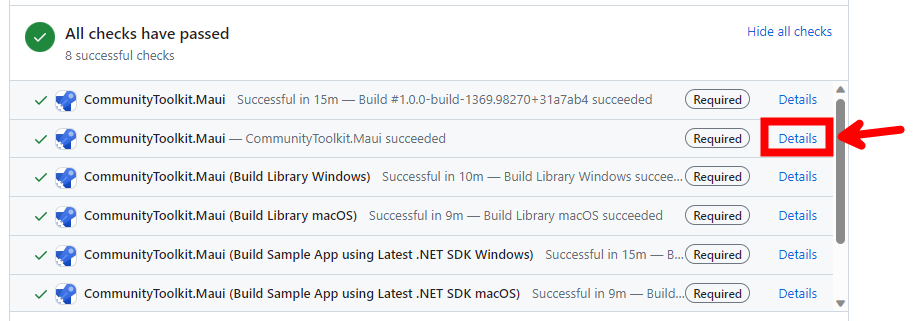 All checks have passed
Hide all checks
8 successful checks
CommunityToolkit.Maui Successful in 15m — Build #1.0.0-build-1369.98270+31a7ab4 succeeded Required Details
CommunityToolkit.Maui — CommunityToolkit.Maui succeeded Required Details
CommunityToolkit.Maui (Build Library Windows) Successful in 10m — Build Library Windows succee... Required Details
CommunityToolkit.Maui (Build Library macOS) Successful in 9m — Build Library macOS succeeded Required Details
CommunityToolkit.Maui (Build Sample App using Latest .NET SDK Windows) Successful in 15m — B... Required Details
CommunityToolkit.Maui (Build Sample App using Latest .NET SDK macOS) Successful in 9m — Build... Required Details